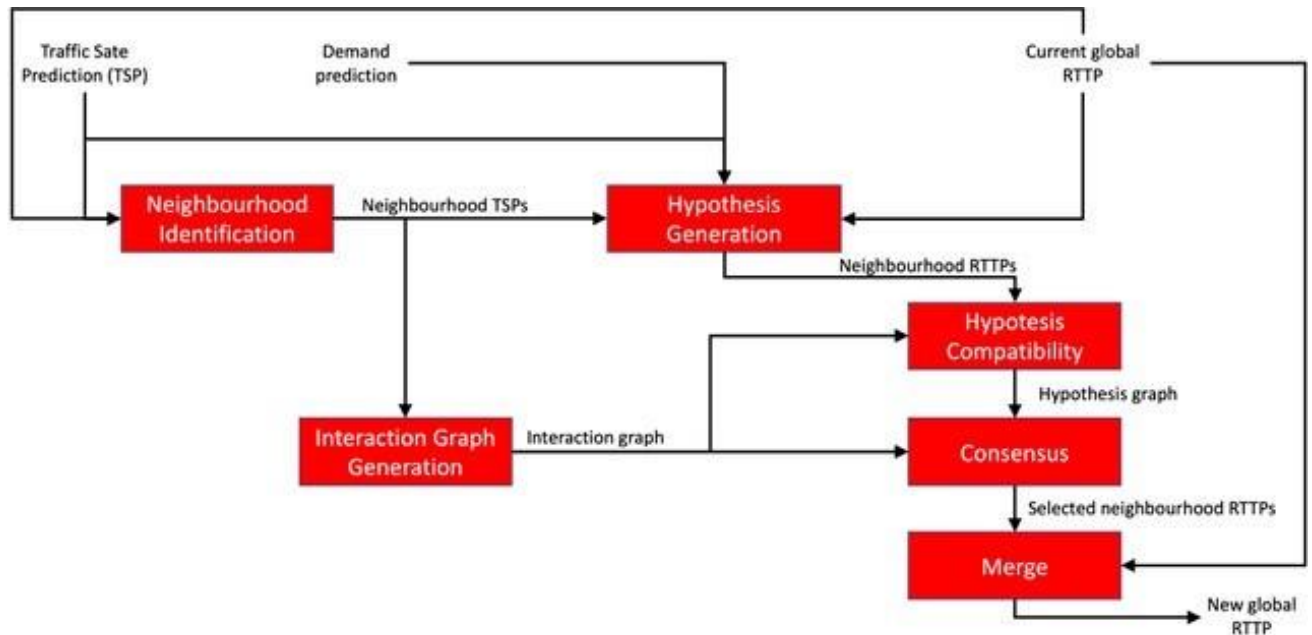 Traffic Sate
Prediction (TSP)
Demand
prediction
Current global
RTTP
Neighbourhood
Identification
Neighbourhood TSPs
Hypothesis
Generation
Neighbourhood RTTPs
Hypotesis
Compatibility
Hypothesis graph
Interaction Graph
Generation
Interaction graph
Consensus
Selected neighbourhood RTTPs
Merge
New global
RTTP